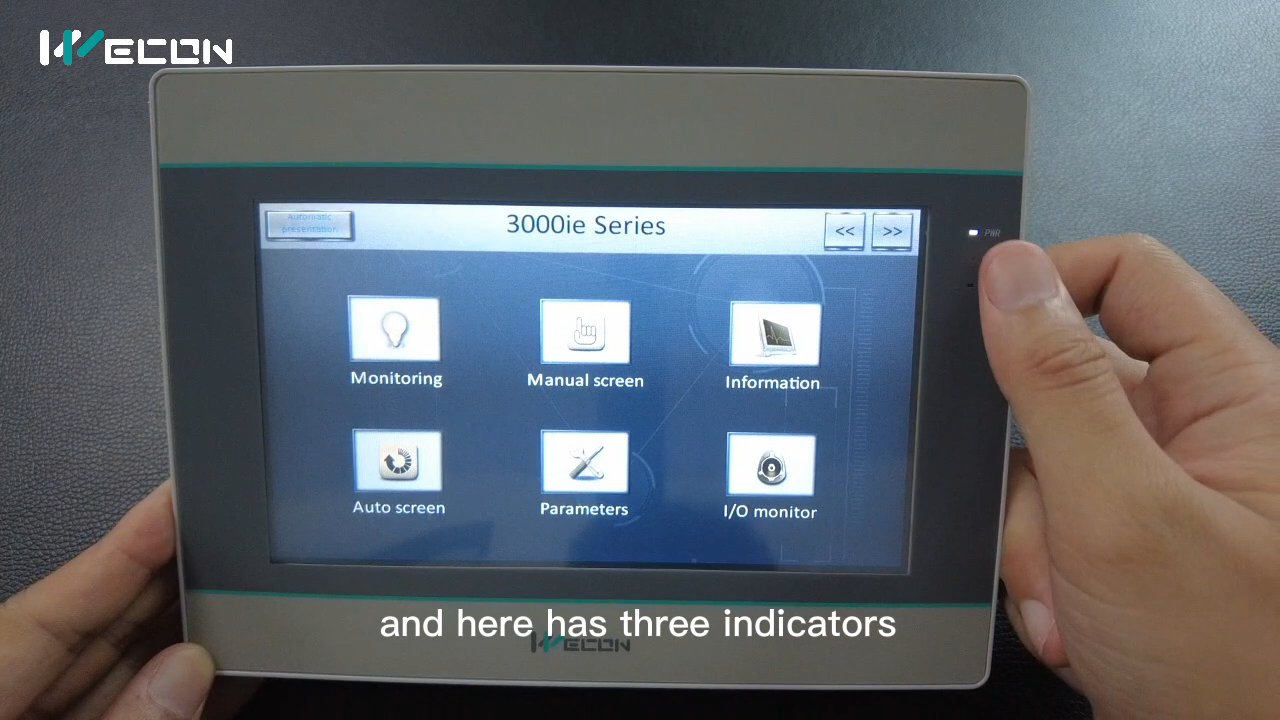 WECON
Automatic
presentation
3000ie Series
<<
>>
PWR
Monitoring
Manual screen
Information
Auto screen
Parameters
I/O monitor
and here has three indicators
WECON